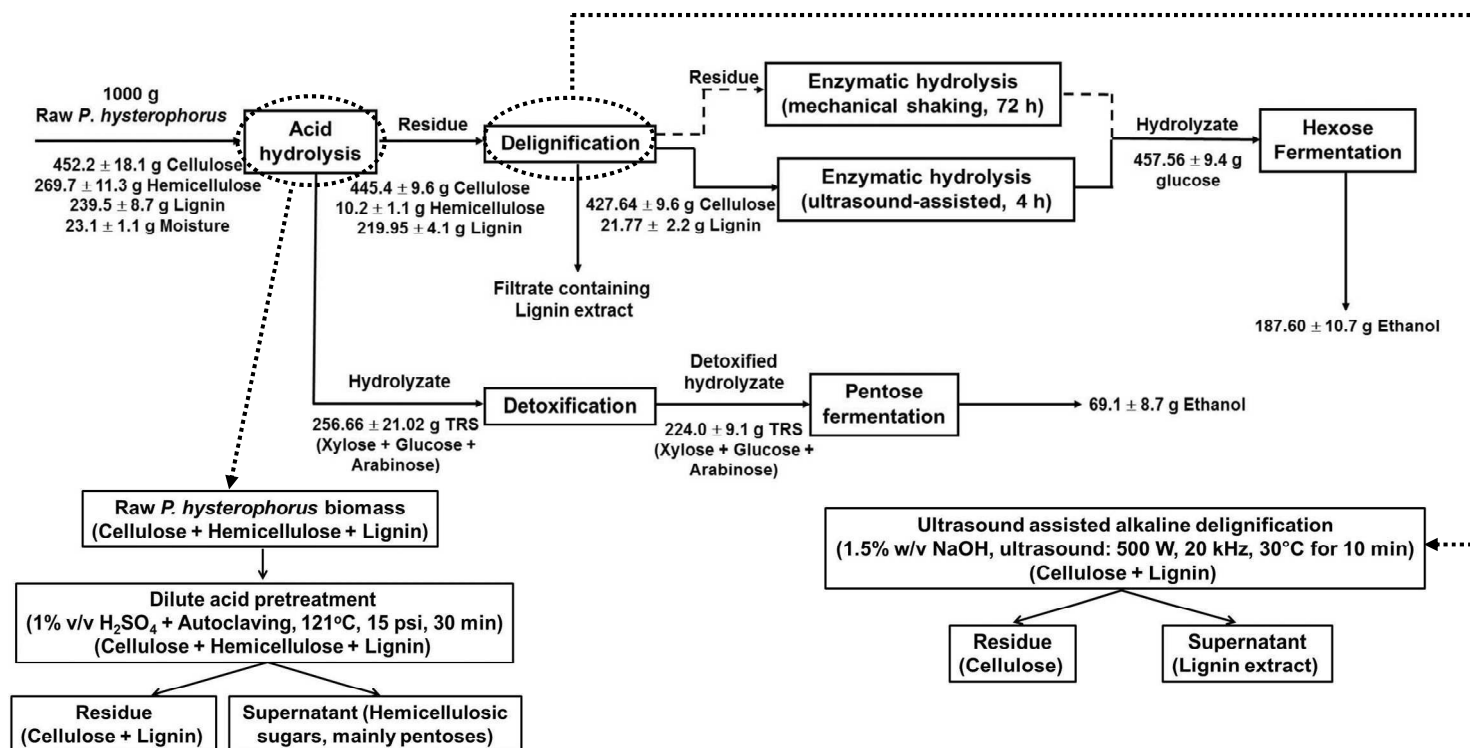 1000 g
Raw P. hysterophorus
452.2 ± 18.1 g Cellulose
269.7 ± 11.3 g Hemicellulose
239.5 ± 8.7 g Lignin
23.1 ± 1.1 g Moisture
Acid
hydrolysis
Residue
445.4 ± 9.6 g Cellulose
10.2 ± 1.1 g Hemicellulose
219.95 ± 4.1 g Lignin
Delignification
Filtrate containing
Lignin extract
Residue
427.64 ± 9.6 g Cellulose
21.77 ± 2.2 g Lignin
Enzymatic hydrolysis
(mechanical shaking, 72 h)
Enzymatic hydrolysis
(ultrasound-assisted, 4 h)
Hydrolyzate
457.56 ± 9.4 g
glucose
Hexose
Fermentation
187.60 ± 10.7 g Ethanol
Hydrolyzate
256.66 ± 21.02 g TRS
(Xylose + Glucose +
Arabinose)
Detoxification
Detoxified
hydrolyzate
224.0 ± 9.1 g TRS
(Xylose + Glucose +
Arabinose)
Pentose
fermentation
69.1 ± 8.7 g Ethanol
Raw P. hysterophorus biomass
(Cellulose + Hemicellulose + Lignin)
Dilute acid pretreatment
(1% v/v H₂SO₄ + Autoclaving, 121°C, 15 psi, 30 min)
(Cellulose + Hemicellulose + Lignin)
Residue
(Cellulose + Lignin)
Supernatant (Hemicellulosic
sugars, mainly pentoses)
Ultrasound assisted alkaline delignification
(1.5% w/v NaOH, ultrasound: 500 W, 20 kHz, 30°C for 10 min)
(Cellulose + Lignin)
Residue
(Cellulose)
Supernatant
(Lignin extract)